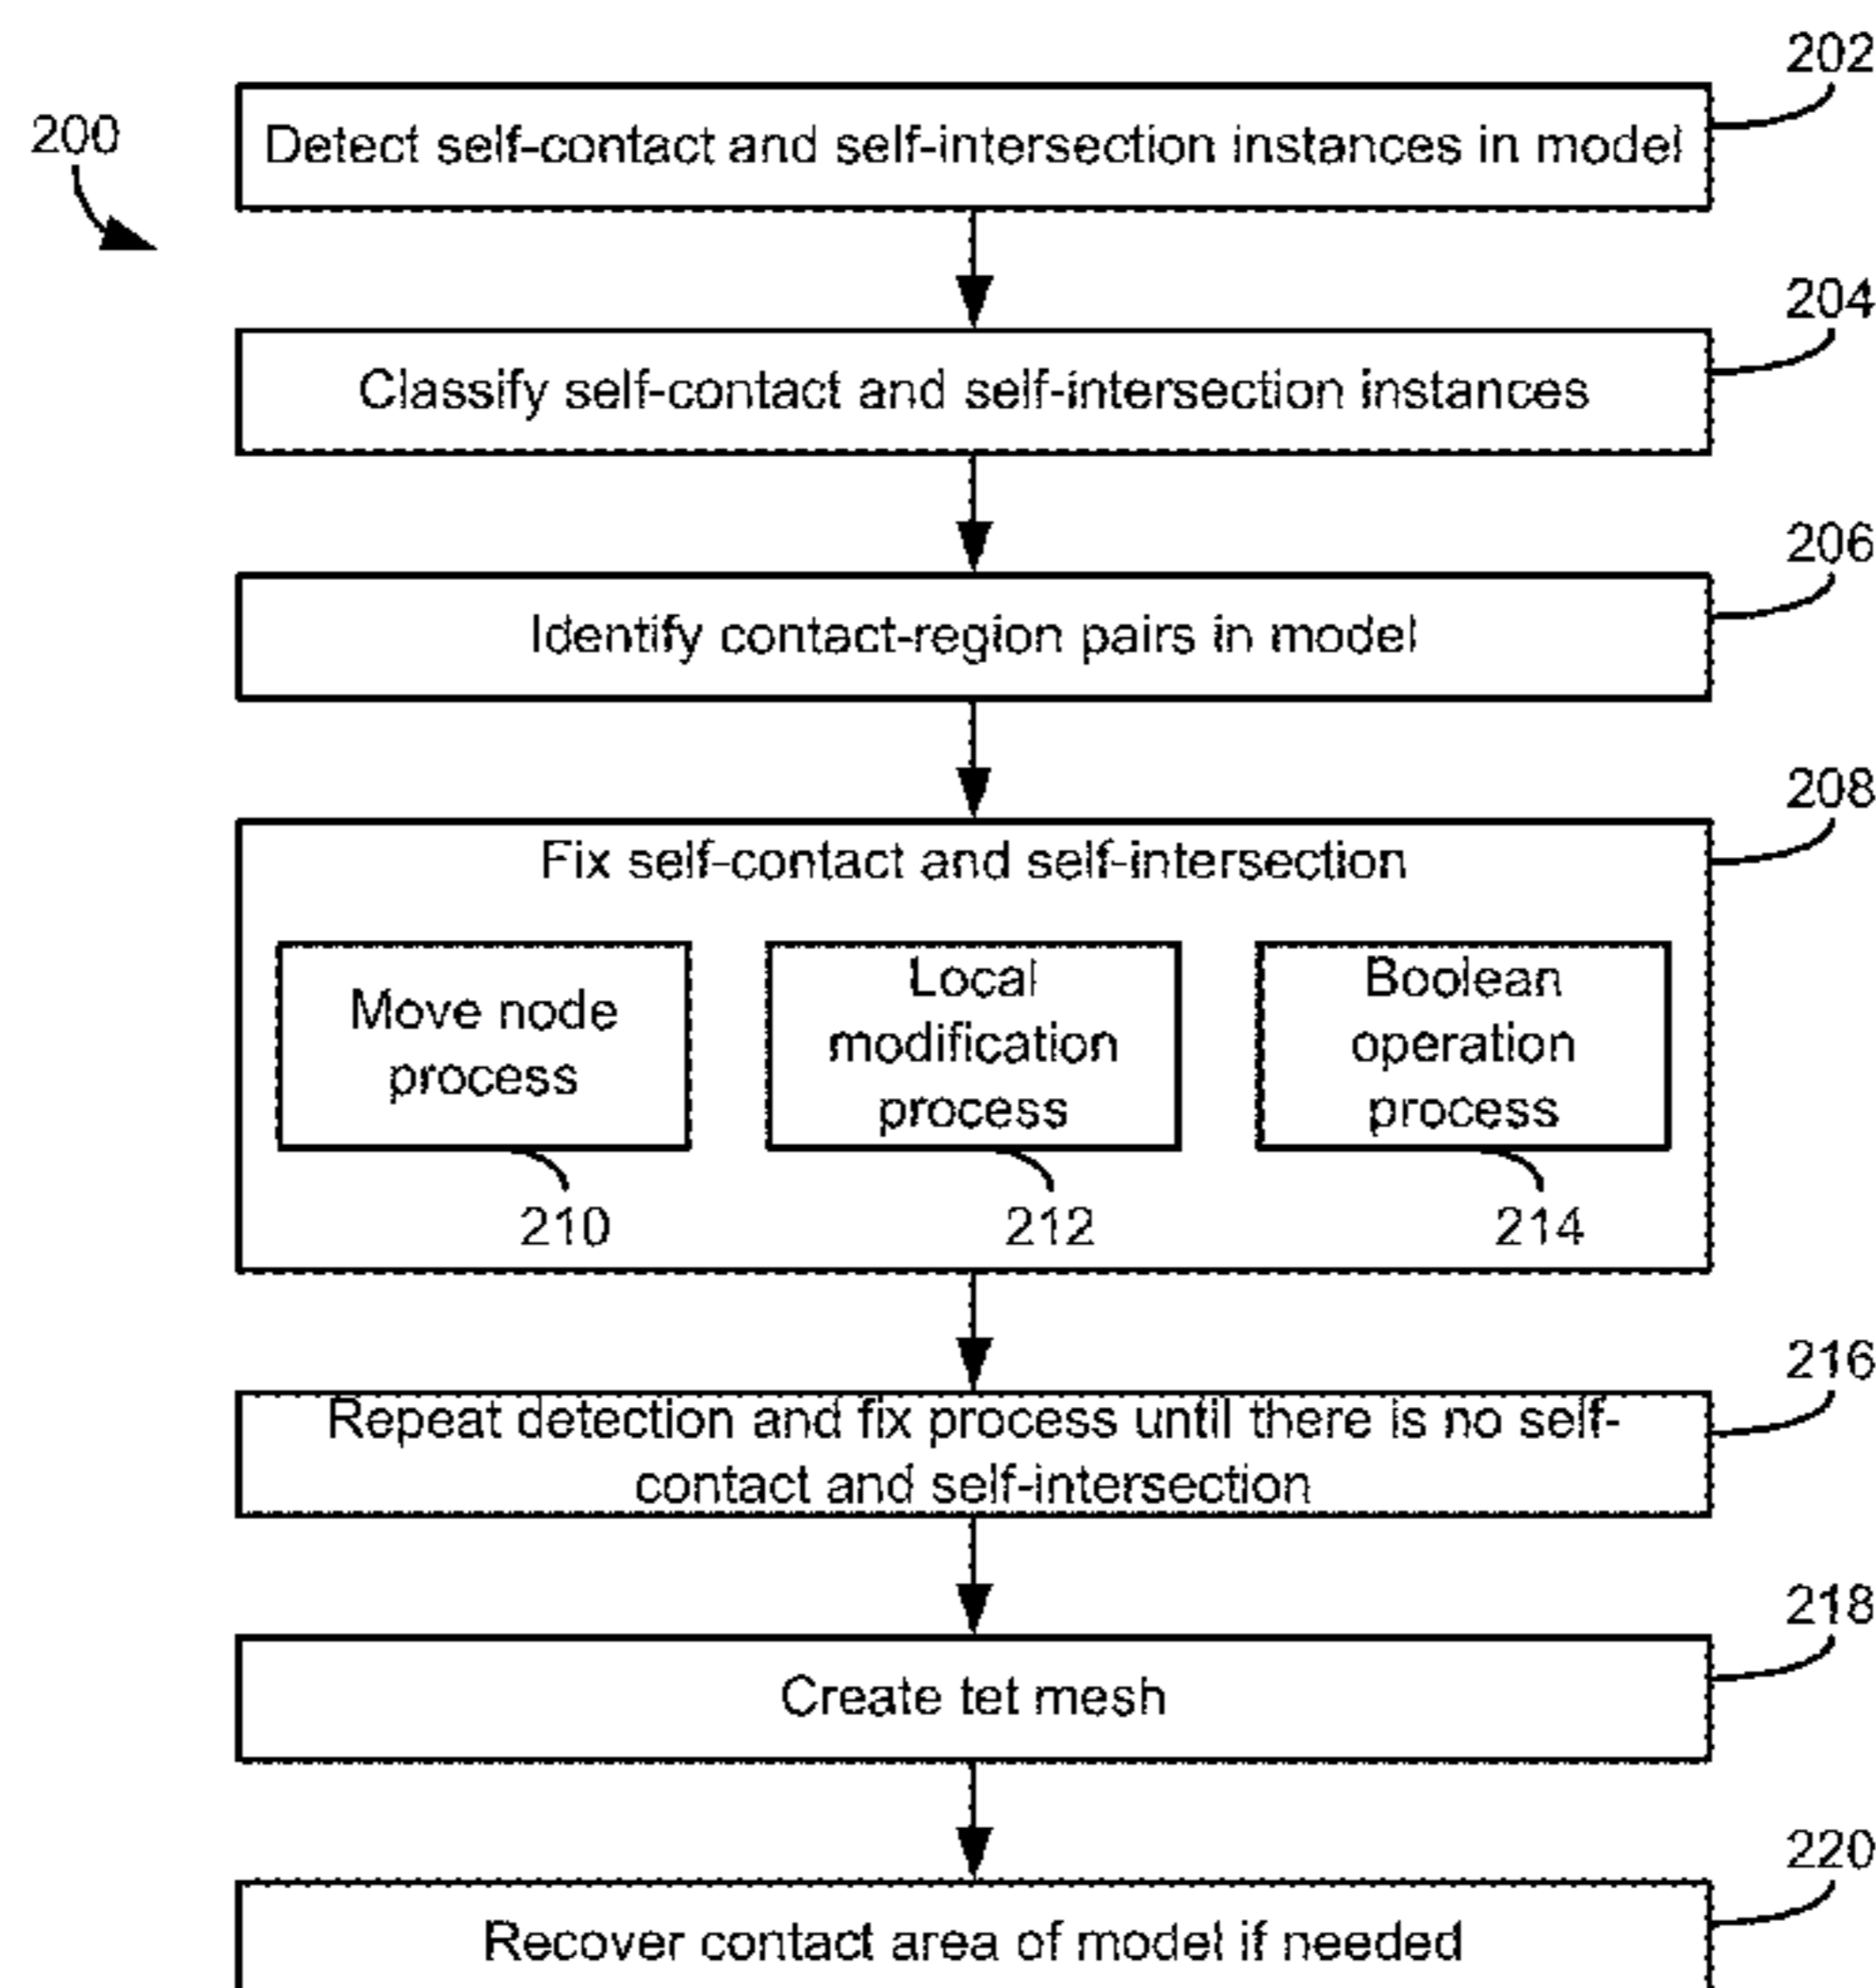 202
200
Detect self-contact and self-intersection instances in model
204
Classify self-contact and self-intersection instances
206
Identify contact-region pairs in model
208
Fix self-contact and self-intersection
Move node
process
210
Local
modification
process
212
Boolean
operation
process
214
216
Repeat detection and fix process until there is no self-
contact and self-intersection
218
Create tet mesh
220
Recover contact area of model if needed